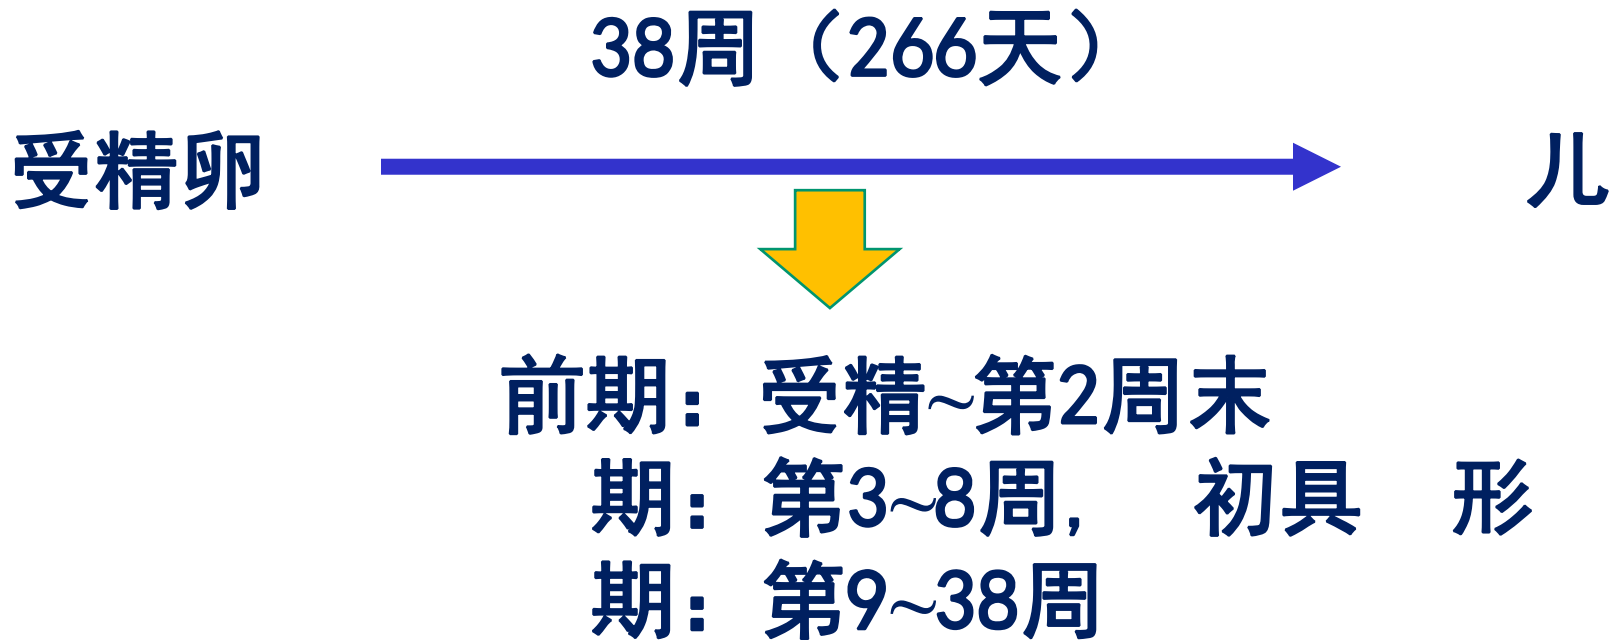 38周（266天）
受精卵 儿
前期：受精~第2周末
期：第3~8周， 初具 形
期：第9~38周